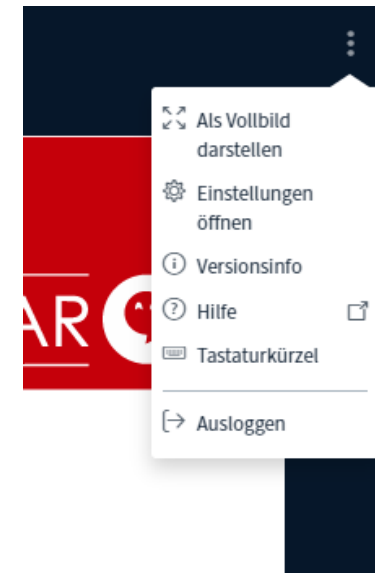 Als Vollbild
darstellen
Einstellungen
öffnen
Versionsinfo
AR
Hilfe
Tastaturkürzel
Ausloggen